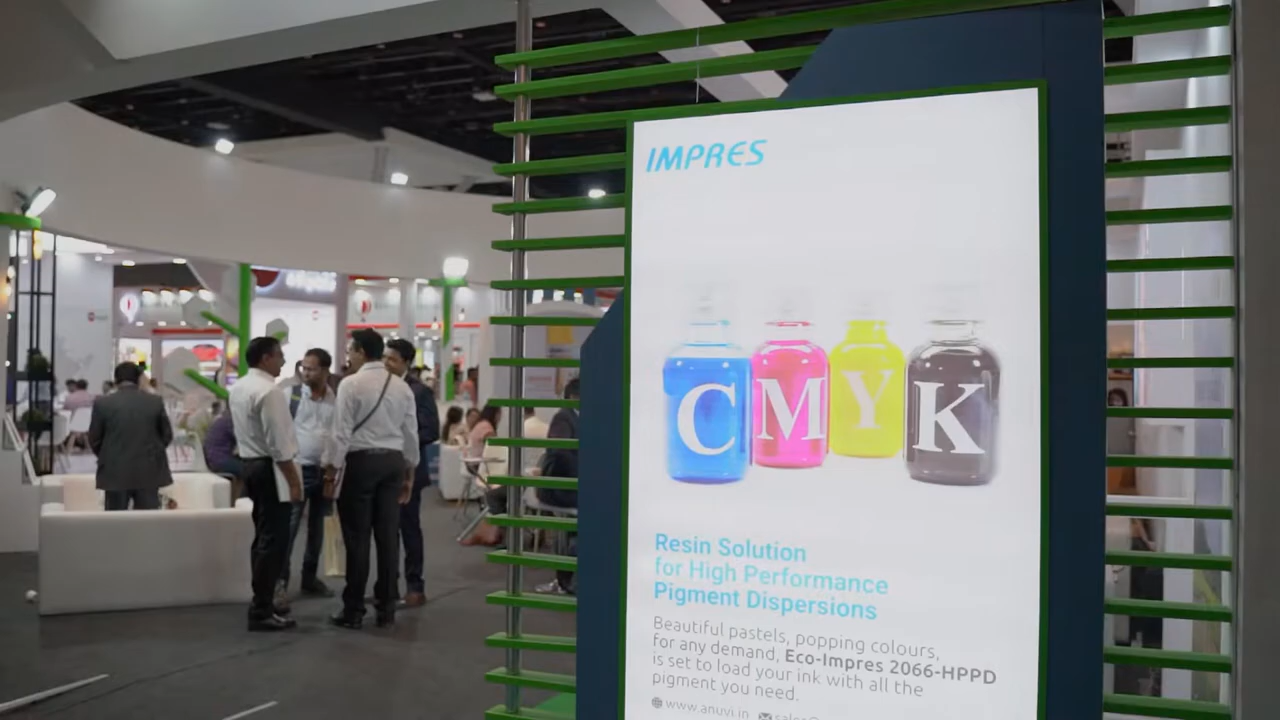 IMPRES
C M Y K
Resin Solution
for High Performance
Pigment Dispersions
Beautiful pastels, popping colours,
for any demand, Eco-Impres 2066-HPPD
is set to load your ink with all the
pigment you need.
www.anuvi.in